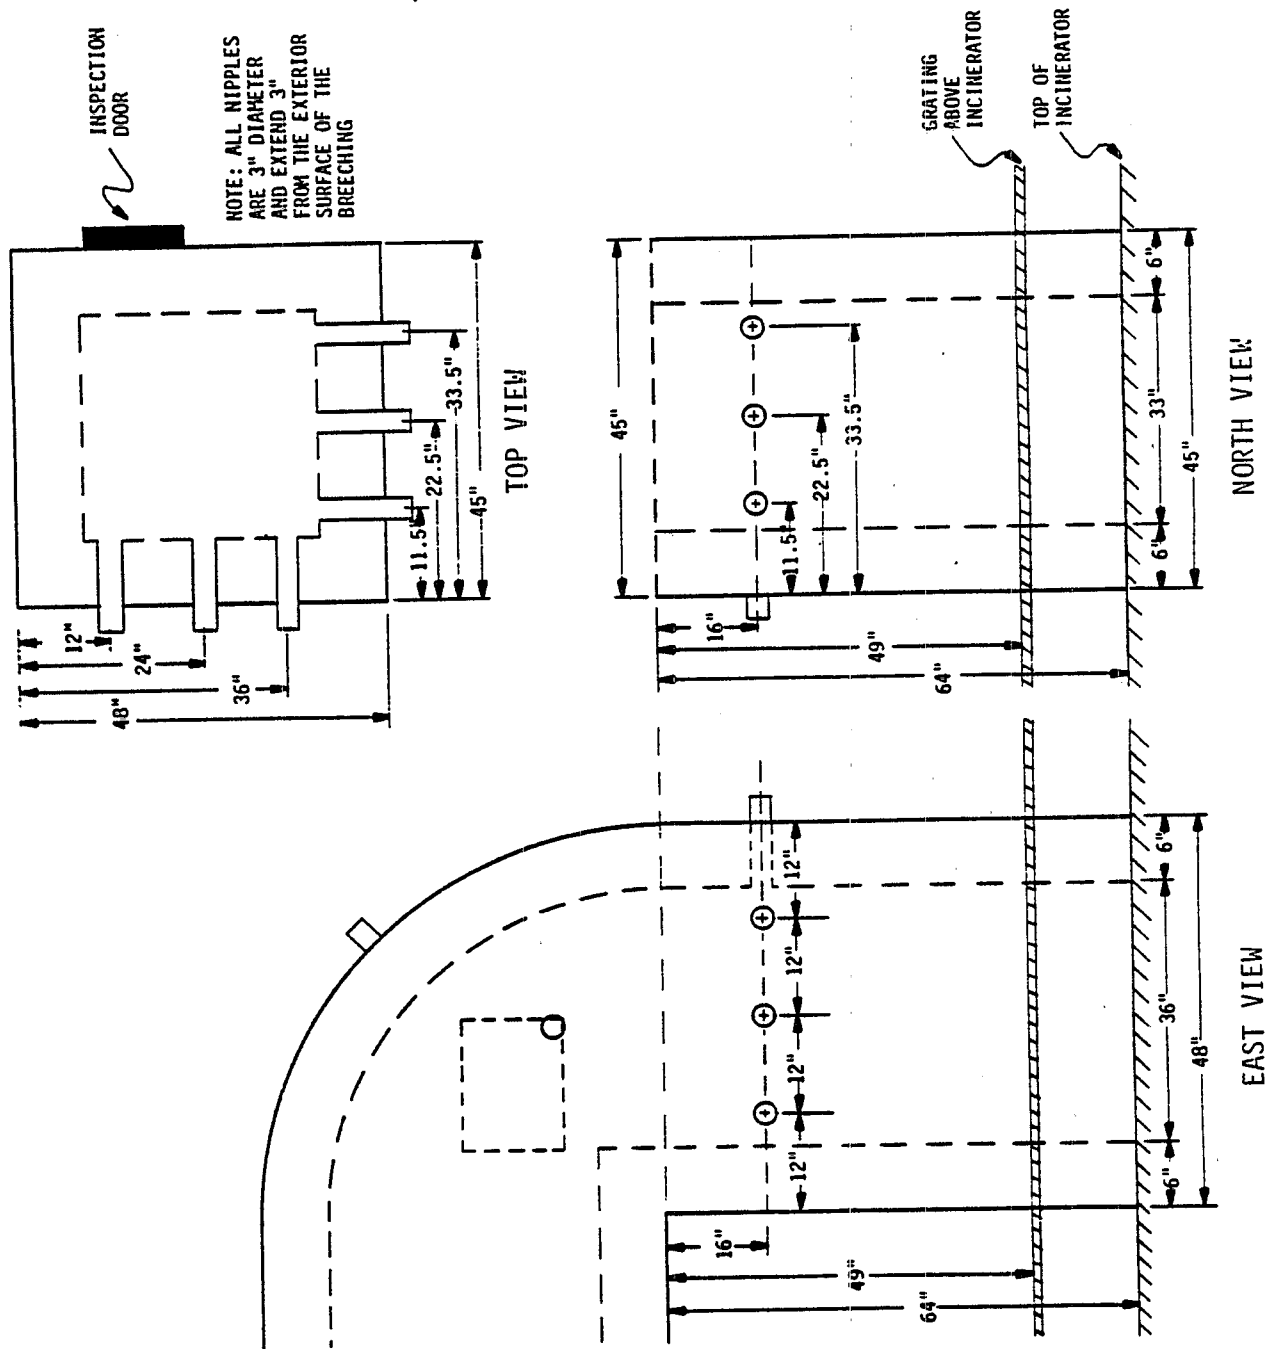 INSPECTION
DOOR
NOTE: ALL NIPPLES
ARE 3" DIAMETER
AND EXTEND 3"
FROM THE EXTERIOR
SURFACE OF THE
BREECHING
12"
24"
36"
48"
11.5"
22.5"
33.5"
45"
TOP VIEW
GRATING
ABOVE
INCINERATOR
TOP OF
INCINERATOR
45"
16"
49"
64"
11.5"
22.5"
33.5"
6"
33"
6"
45"
NORTH VIEW
12"
12"
12"
12"
16"
49"
64"
6"
36"
6"
48"
EAST VIEW